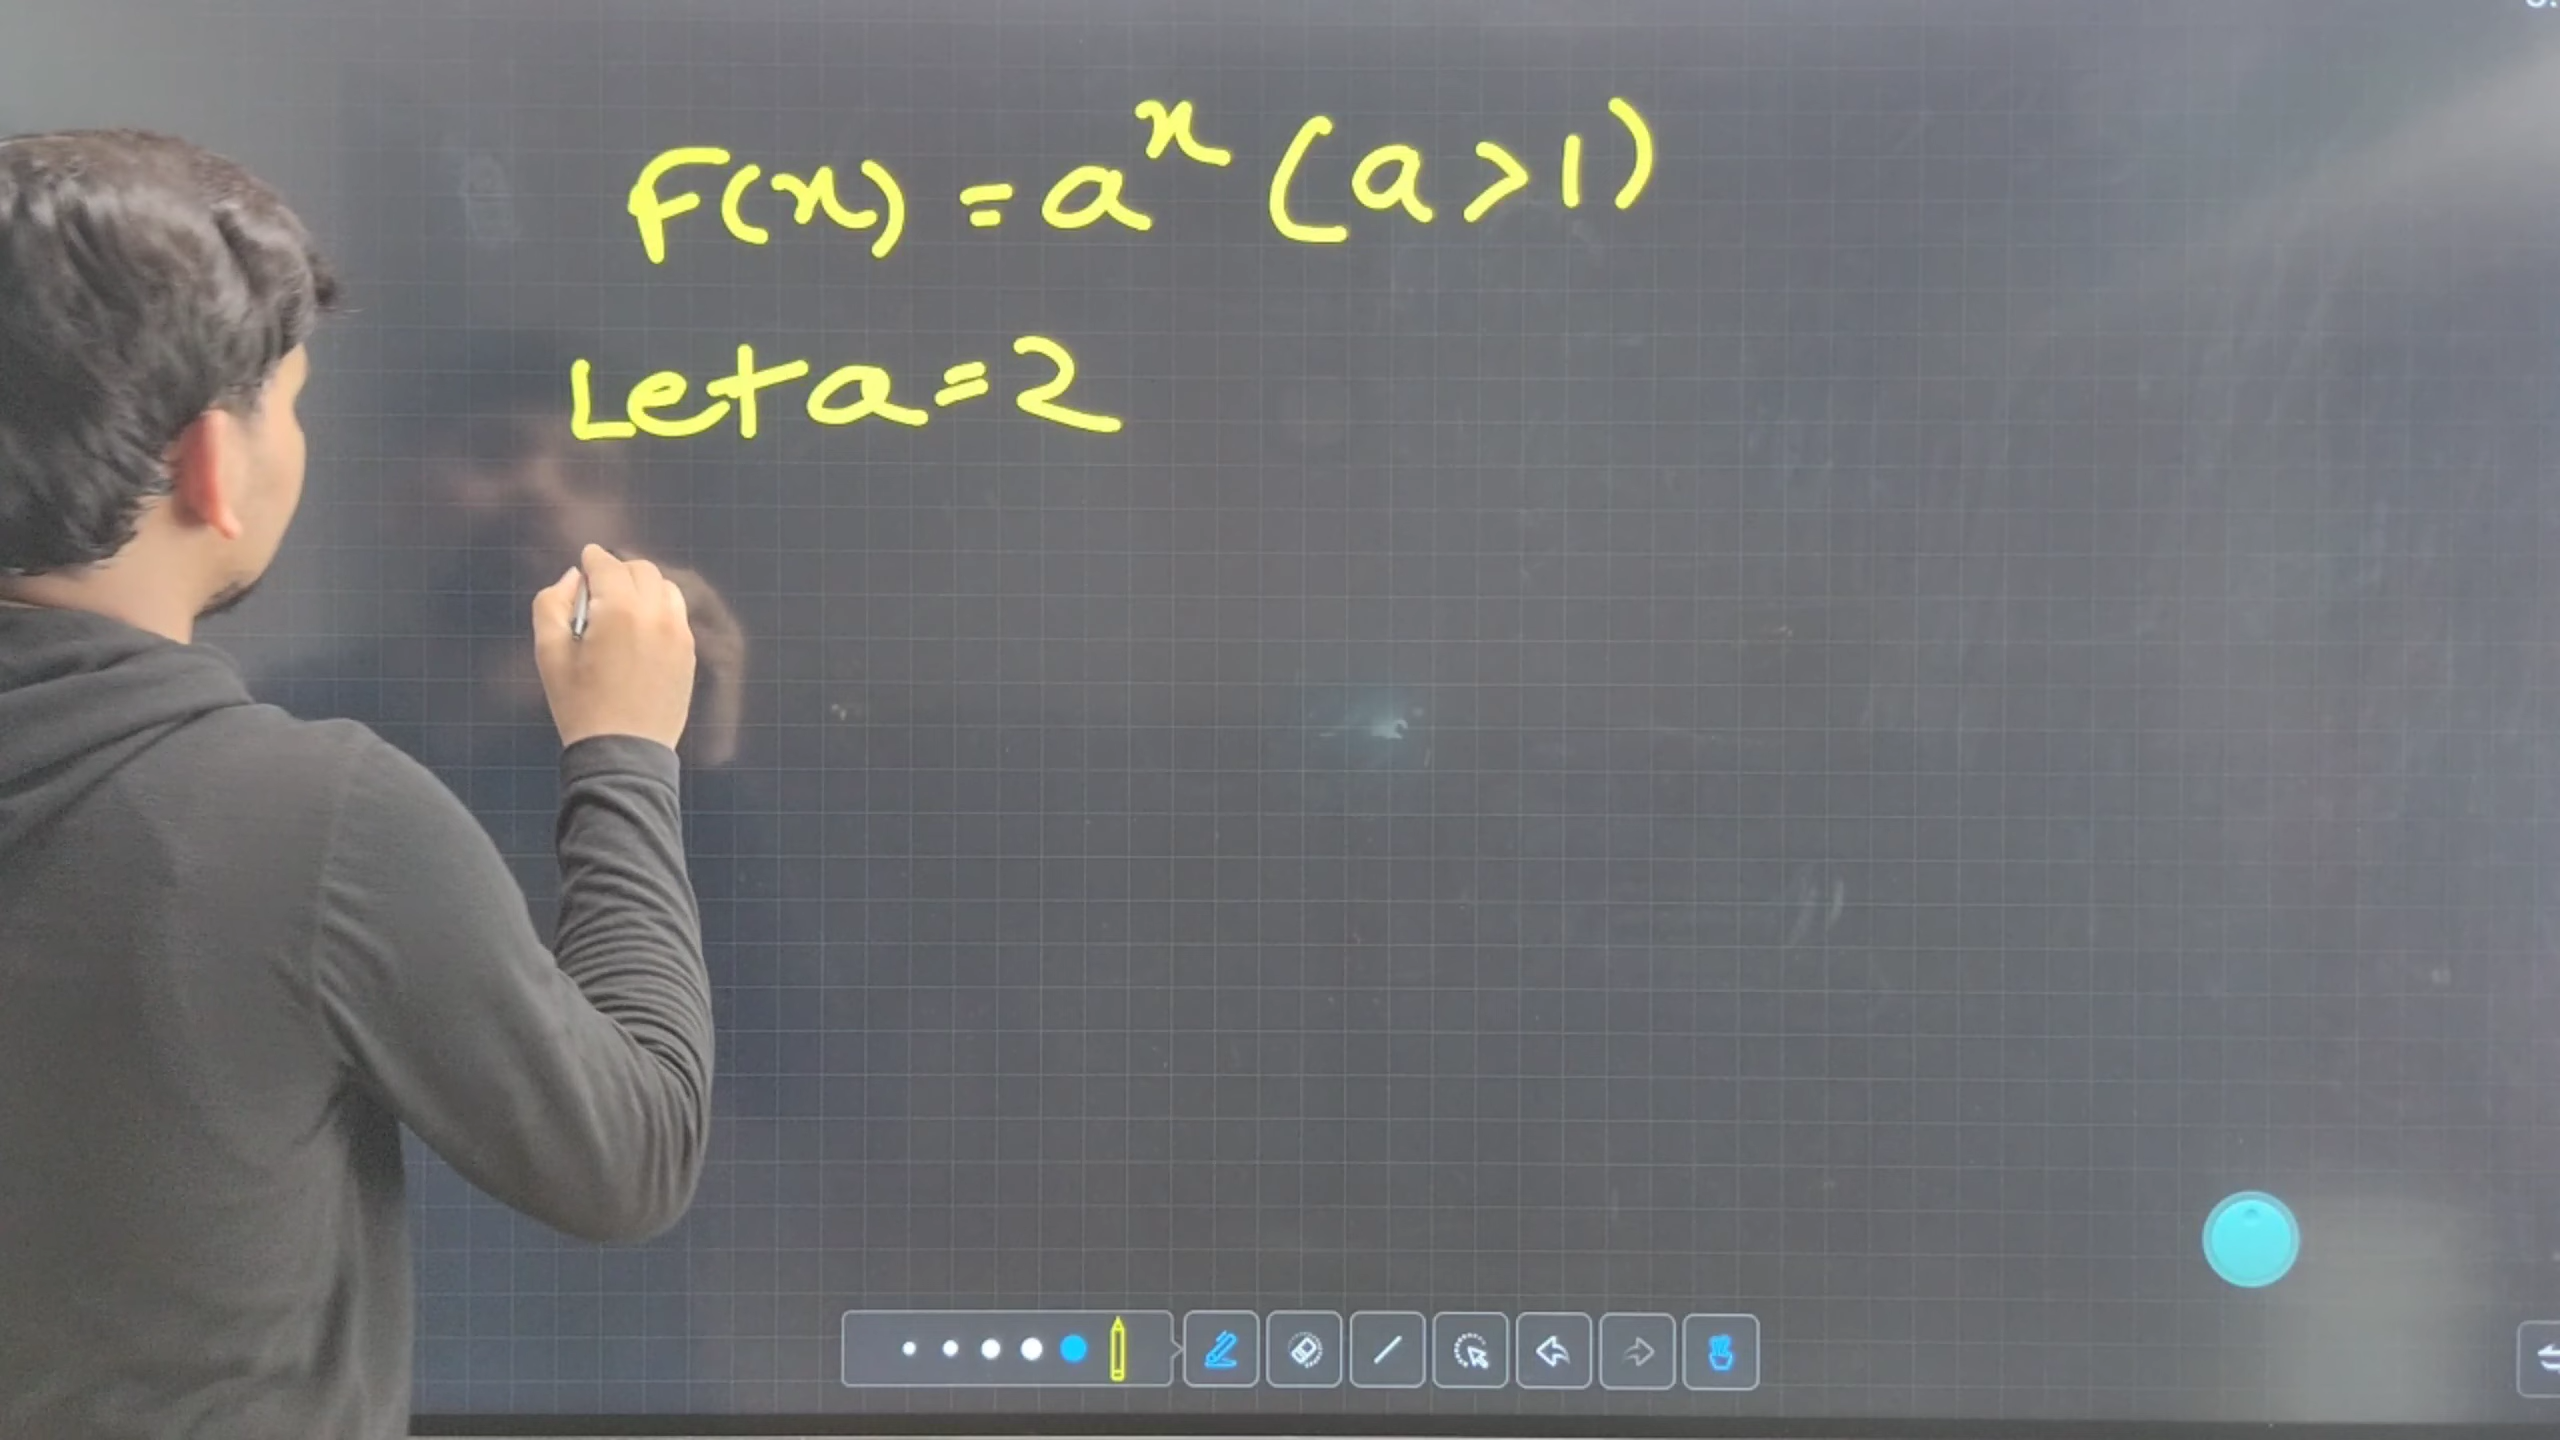 F(x) = a^x (a>1)
Let a=2